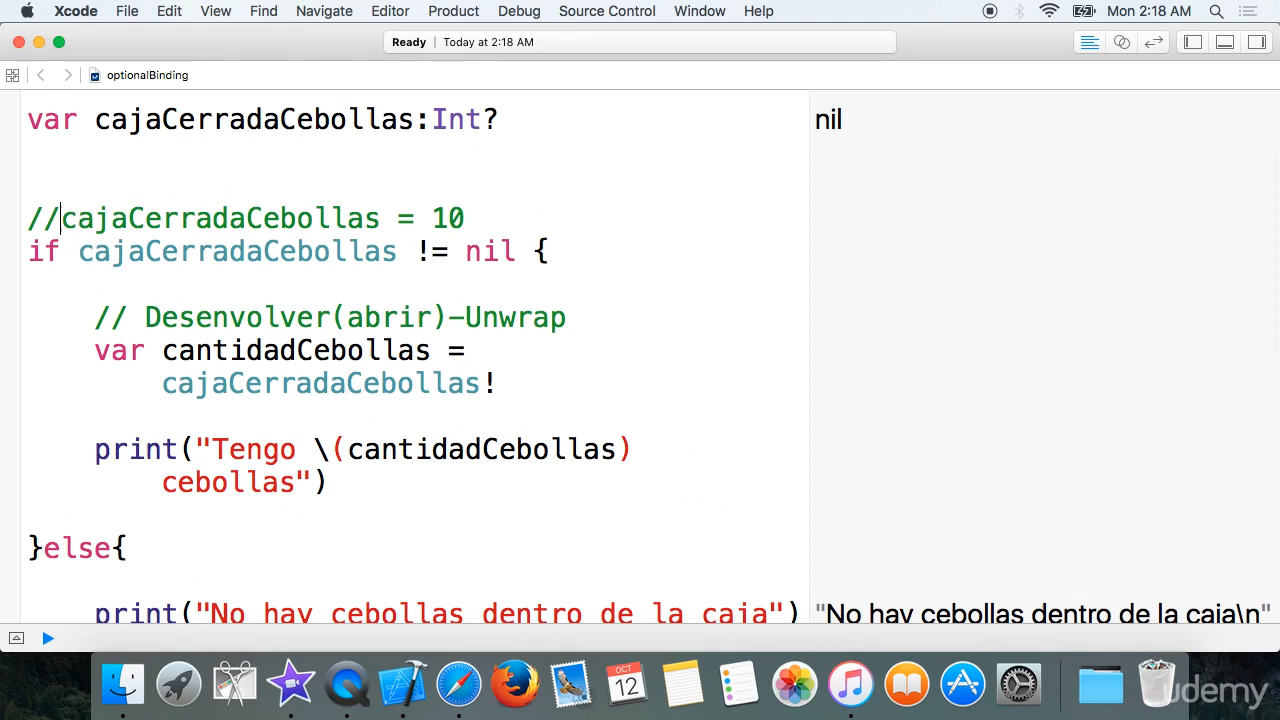 Xcode File Edit View Find Navigate Editor Product Debug Source Control Window Help Mon 2:18 AM
Ready | Today at 2:18 AM
optionalBinding
var cajaCerradaCebollas:Int?
nil
//cajaCerradaCebollas = 10
if cajaCerradaCebollas != nil {
// Desenvolver(abrir)-Unwrap
var cantidadCebollas =
cajaCerradaCebollas!
print("Tengo \(cantidadCebollas)
cebollas")
}else{
print("No hay cebollas dentro de la caja")
"No hay cebollas dentro de la caja\n"
OCT
12
udemy